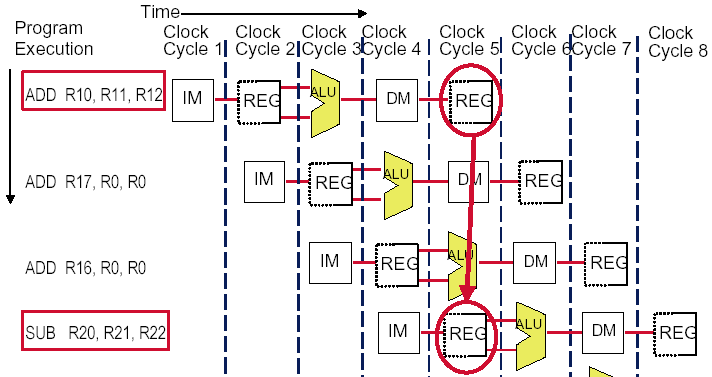 Time
Program
Execution
Clock Cycle 1
Clock Cycle 2
Clock Cycle 3
Clock Cycle 4
Clock Cycle 5
Clock Cycle 6
Clock Cycle 7
Clock Cycle 8
ADD R10, R11, R12
IM REG ALU DM REG
ADD R17, R0, R0
IM REG ALU DM REG
ADD R16, R0, R0
IM REG ALU DM REG
SUB R20, R21, R22
IM REG ALU DM REG